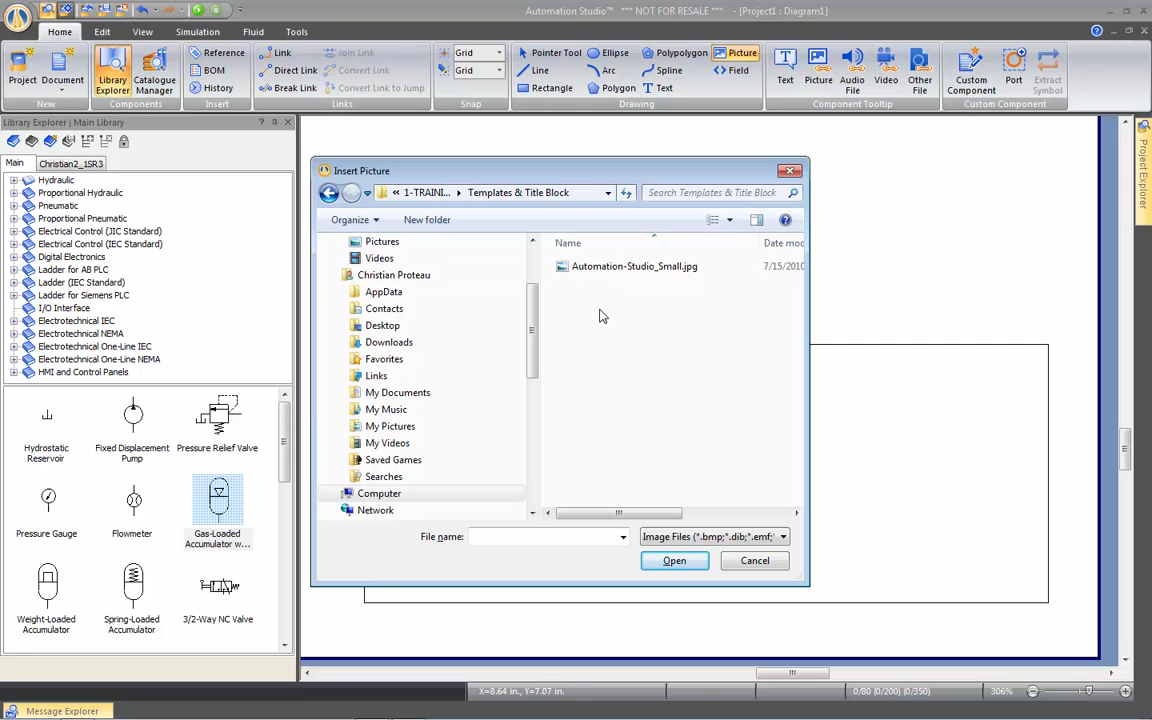 Automation Studio™   *** NOT FOR RESALE ***   - [Project1 : Diagram1]
Home Edit View Simulation Fluid Tools
Project Document
New
Library Explorer Catalogue Manager
Components
Reference
BOM
History
Insert
Link Join Link
Direct Link Convert Link
Break Link Convert Link to Jump
Links
Grid
Grid
Snap
Pointer Tool Ellipse Polypolygon Picture
Line Arc Spline Field
Rectangle Polygon Text
Drawing
Text Picture Audio File Video Other File
Component Tooltip
Custom Component Port Extract Symbol
Custom Component
Library Explorer | Main Library
Main Christian2_1SR3
Hydraulic
Proportional Hydraulic
Pneumatic
Proportional Pneumatic
Electrical Control (JIC Standard)
Electrical Control (IEC Standard)
Digital Electronics
Ladder for AB PLC
Ladder (IEC Standard)
Ladder for Siemens PLC
I/O Interface
Electrotechnical IEC
Electrotechnical NEMA
Electrotechnical One-Line IEC
Electrotechnical One-Line NEMA
HMI and Control Panels
Hydrostatic Reservoir
Fixed Displacement Pump
Pressure Relief Valve
Pressure Gauge
Flowmeter
Gas-Loaded Accumulator w...
Weight-Loaded Accumulator
Spring-Loaded Accumulator
3/2-Way NC Valve
Insert Picture
« 1-TRAINI... Templates & Title Block
Search Templates & Title Block
Organize New folder
Pictures
Videos
Christian Proteau
AppData
Contacts
Desktop
Downloads
Favorites
Links
My Documents
My Music
My Pictures
My Videos
Saved Games
Searches
Computer
Network
Name Date mod
Automation-Studio_Small.jpg 7/15/2010
File name: Image Files (*.bmp;*.dib;*.emf;*
Open Cancel
Project Explorer
X=8.64 in., Y=7.07 in. 0/80 (0/200) (0/350) 306%
Message Explorer